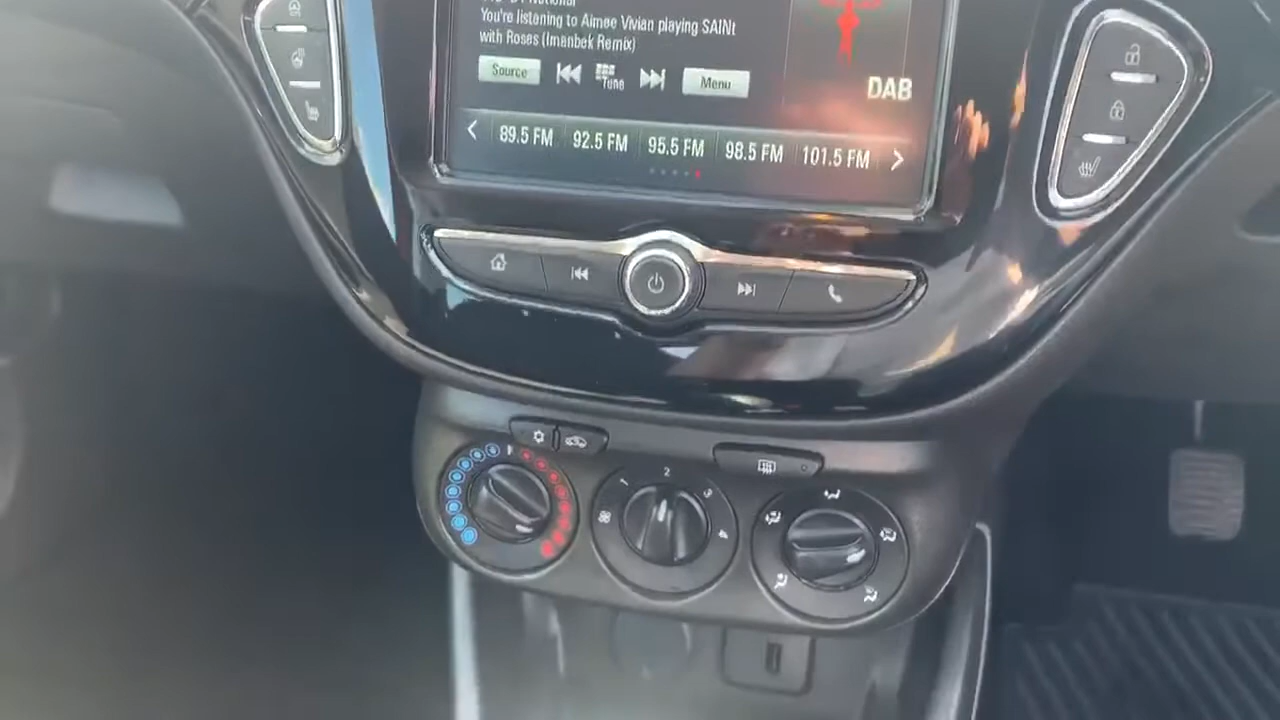 You're listening to Aimee Vivian playing SAINt
with Roses (Imanbek Remix)
Source
Tune
Menu
DAB
89.5 FM 92.5 FM 95.5 FM 98.5 FM 101.5 FM
1 2 3 4